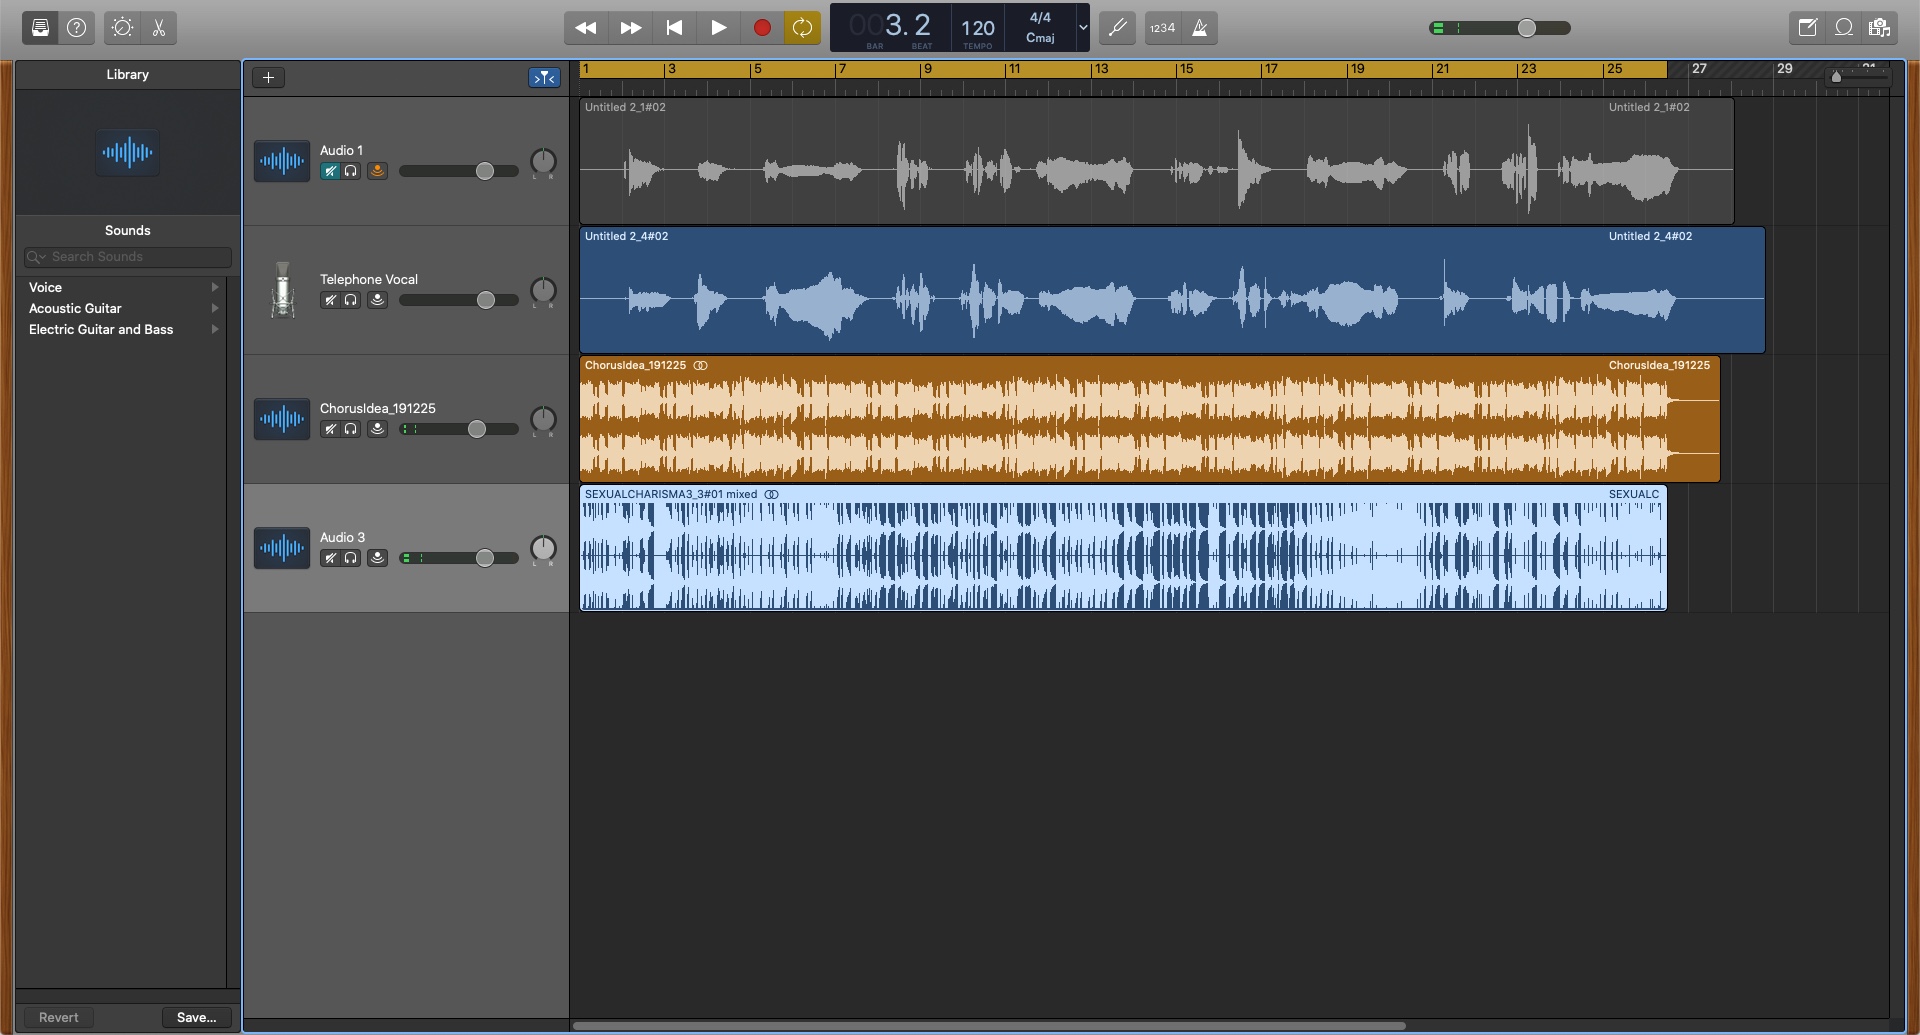 003. 2
BAR BEAT
120
TEMPO
4/4
Cmaj
1234
Library
Sounds
Search Sounds
Voice
Acoustic Guitar
Electric Guitar and Bass
Revert
Save...
1 3 5 7 9 11 13 15 17 19 21 23 25 27 29 31
Audio 1
L R
Untitled 2_1#02
Untitled 2_1#02
Telephone Vocal
L R
Untitled 2_4#02
Untitled 2_4#02
ChorusIdea_191225
L R
ChorusIdea_191225
ChorusIdea_191225
Audio 3
L R
SEXUALCHARISMA3_3#01 mixed
SEXUALC